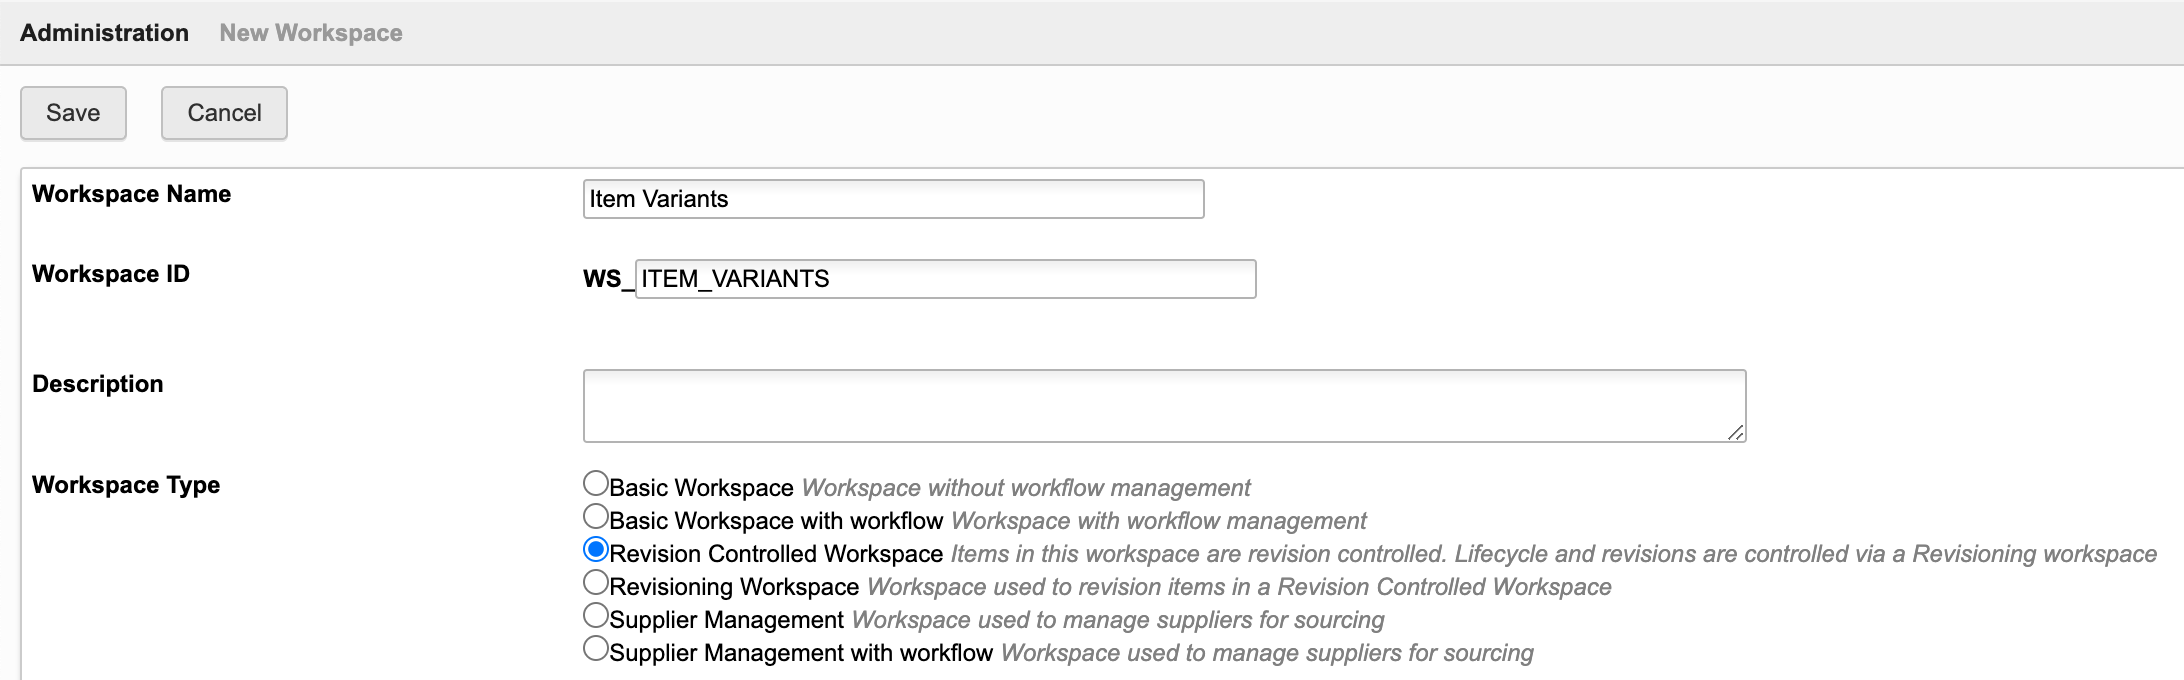 Administration New Workspace
Save Cancel
Workspace Name Item Variants
Workspace ID WS_ ITEM_VARIANTS
Description
Workspace Type Basic Workspace Workspace without workflow management
Basic Workspace with workflow Workspace with workflow management
Revision Controlled Workspace Items in this workspace are revision controlled. Lifecycle and revisions are controlled via a Revisioning workspace
Revisioning Workspace Workspace used to revision items in a Revision Controlled Workspace
Supplier Management Workspace used to manage suppliers for sourcing
Supplier Management with workflow Workspace used to manage suppliers for sourcing